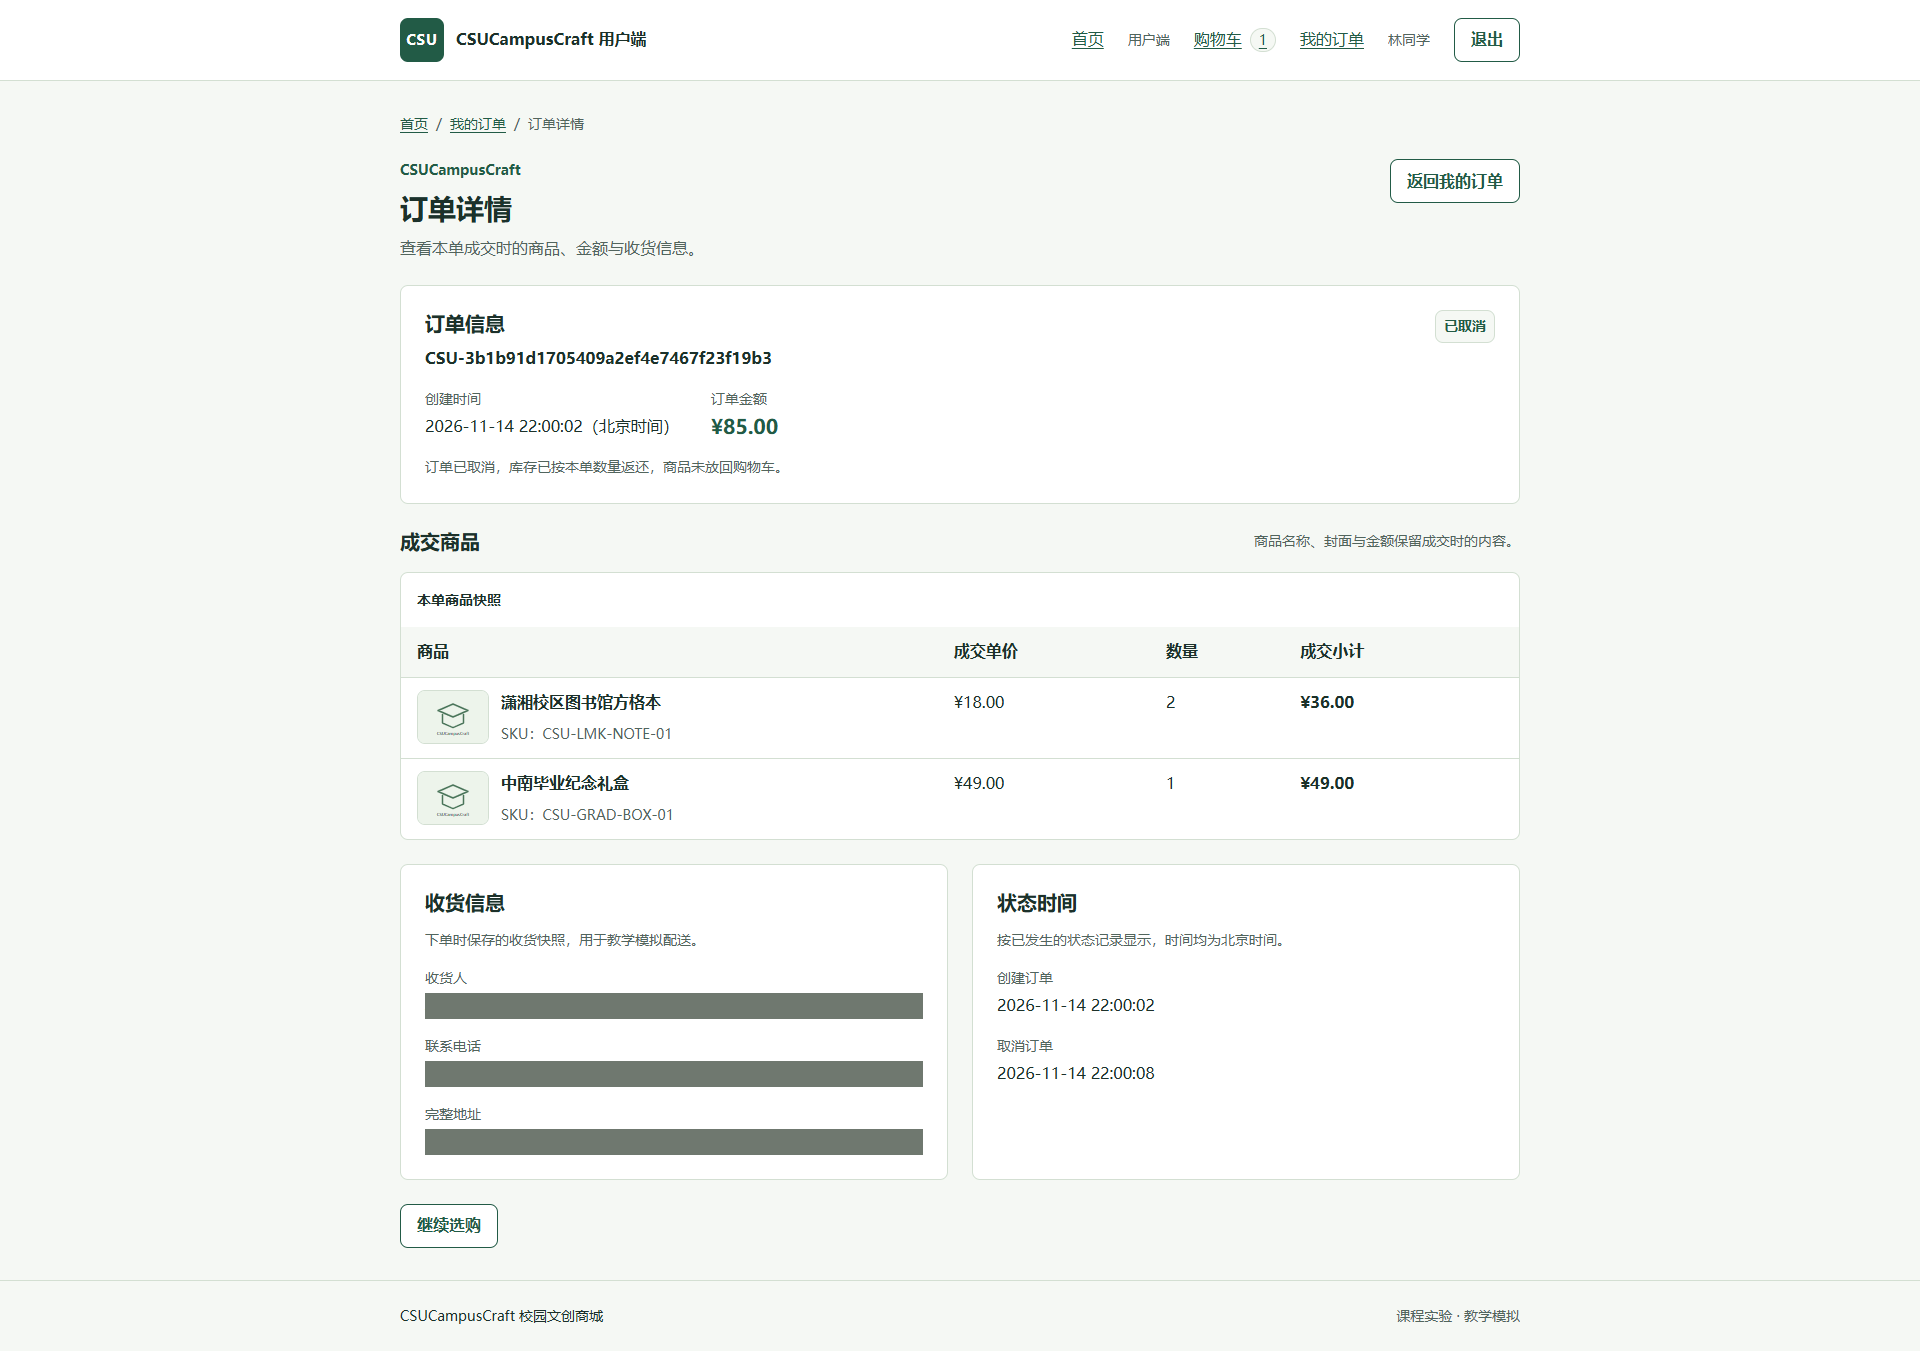 CSU CSUCampusCraft 用户端 首页 用户端 购物车 1 我的订单 林同学 退出
首页 / 我的订单 / 订单详情
CSUCampusCraft
返回我的订单
订单详情
查看本单成交时的商品、金额与收货信息。
订单信息 已取消
CSU-3b1b91d1705409a2ef4e7467f23f19b3
创建时间 订单金额
2026-11-14 22:00:02（北京时间） ¥85.00
订单已取消，库存已按本单数量返还，商品未放回购物车。
成交商品 商品名称、封面与金额保留成交时的内容。
本单商品快照
商品 成交单价 数量 成交小计
潇湘校区图书馆方格本 ¥18.00 2 ¥36.00
CSUCampusCraft SKU：CSU-LMK-NOTE-01
中南毕业纪念礼盒 ¥49.00 1 ¥49.00
CSUCampusCraft SKU：CSU-GRAD-BOX-01
收货信息
下单时保存的收货快照，用于教学模拟配送。
收货人
联系电话
完整地址
状态时间
按已发生的状态记录显示，时间均为北京时间。
创建订单
2026-11-14 22:00:02
取消订单
2026-11-14 22:00:08
继续选购
CSUCampusCraft 校园文创商城 课程实验 · 教学模拟